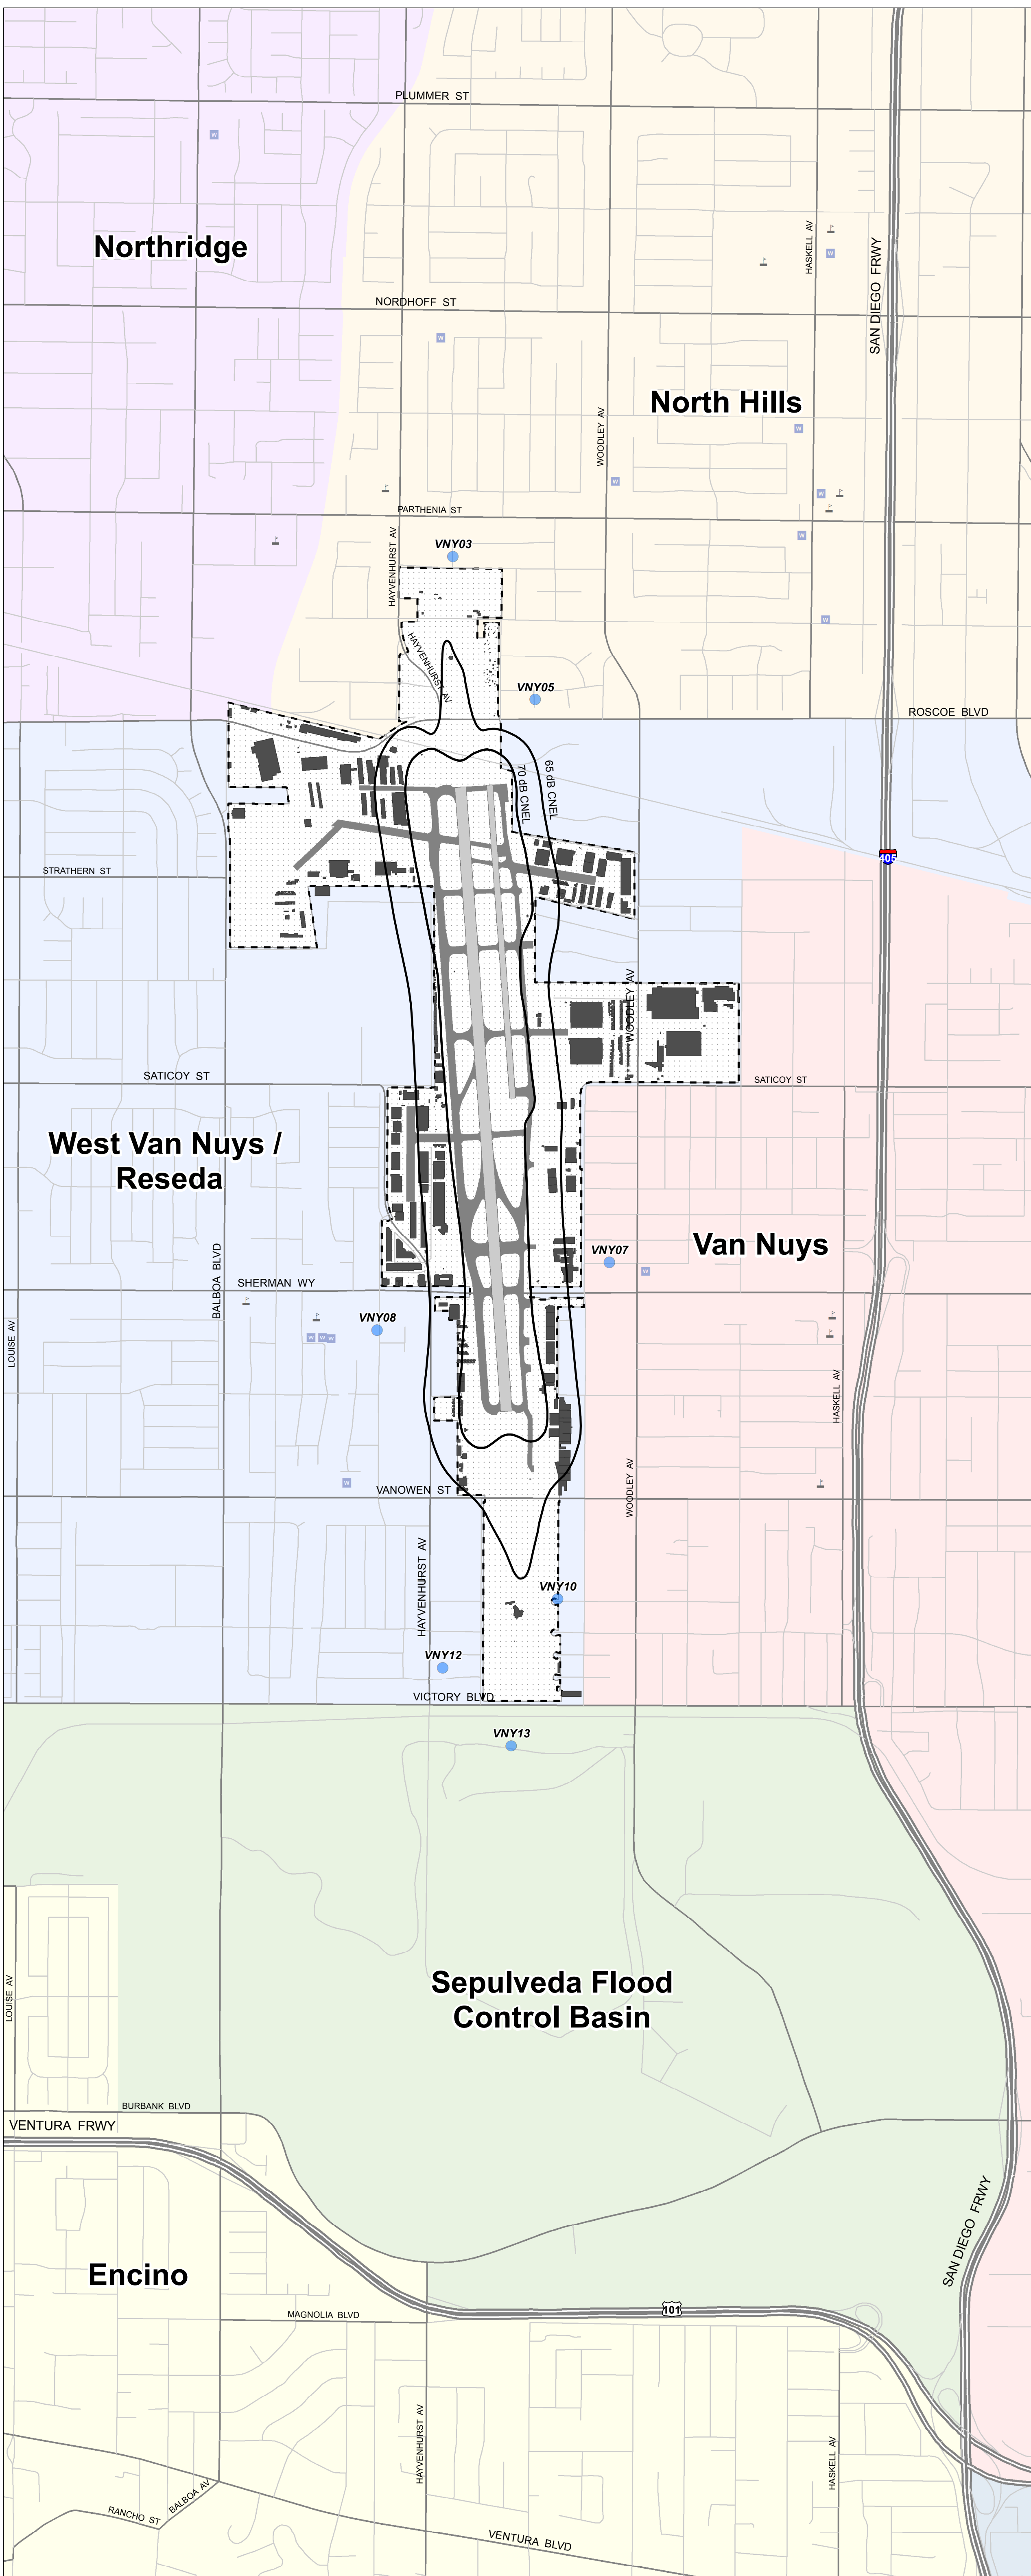 PLUMMER ST
W
HASKELL AV
SAN DIEGO FRWY
Northridge
W
NORDHOFF ST
W
North Hills
WOODLEY AV
W
W
W
PARTHENIA ST
W
HAYVENHURST AV
VNY03
W
HAYVENHURST AV
VNY05
ROSCOE BLVD
70 dB CNEL
65 dB CNEL
405
STRATHERN ST
WOODLEY AV
SATICOY ST
SATICOY ST
West Van Nuys /
Reseda
Van Nuys
VNY07
W
BALBOA BLVD
SHERMAN WY
VNY08
LOUISE AV
W W W
HASKELL AV
W
VANOWEN ST
WOODLEY AV
HAYVENHURST AV
VNY10
VNY12
VICTORY BLVD
VNY13
Sepulveda Flood
Control Basin
LOUISE AV
BURBANK BLVD
VENTURA FRWY
SAN DIEGO FRWY
Encino
101
MAGNOLIA BLVD
HAYVENHURST AV
HASKELL AV
BALBOA AV
RANCHO ST
VENTURA BLVD